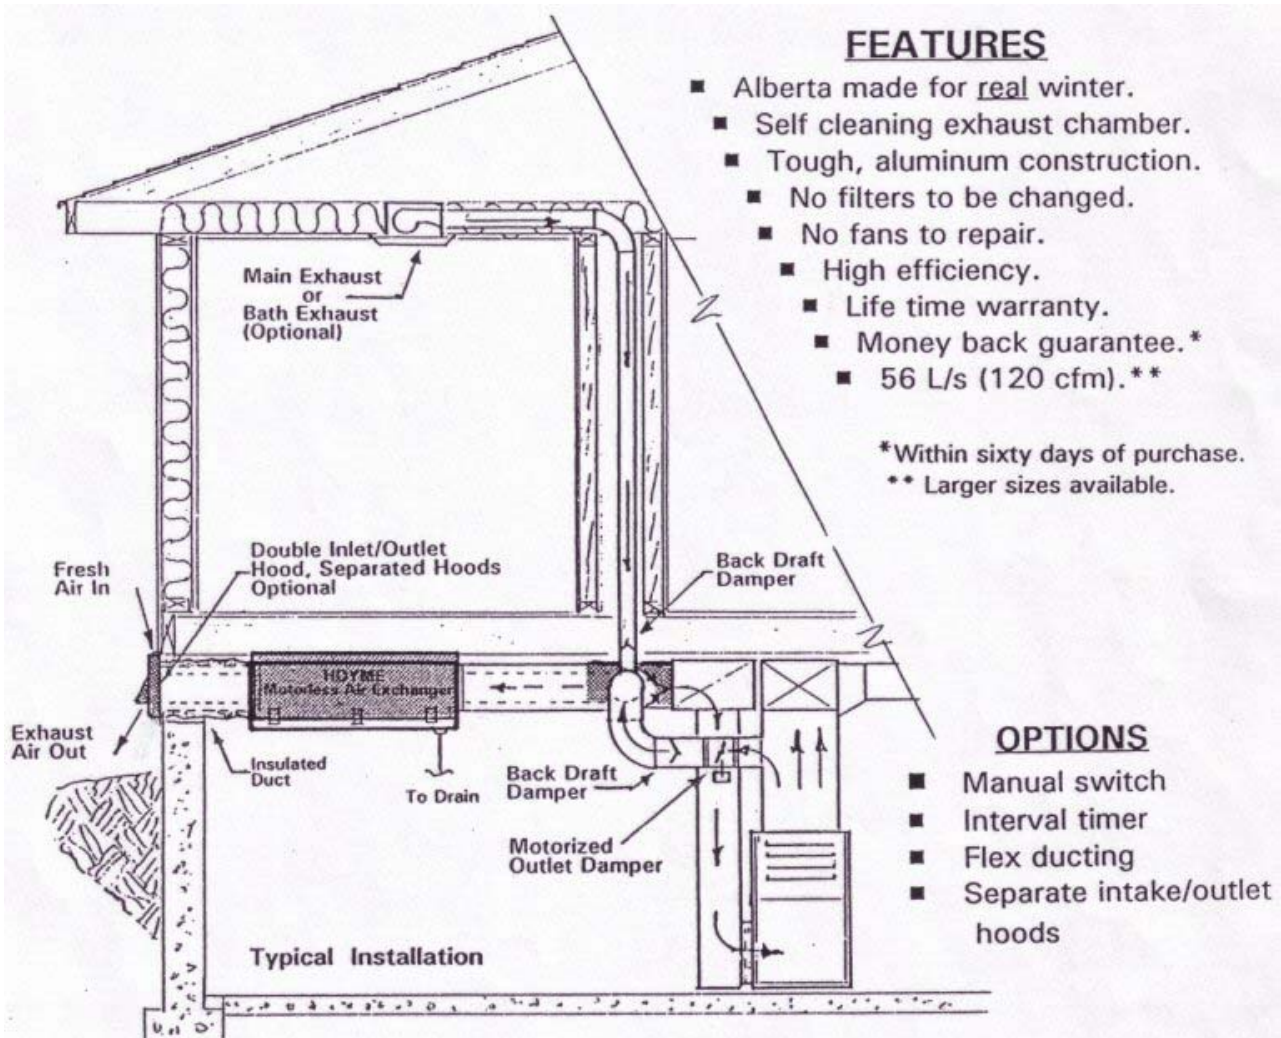 FEATURES
Alberta made for real winter.
Self cleaning exhaust chamber.
Tough, aluminum construction.
No filters to be changed.
No fans to repair.
High efficiency.
Life time warranty.
Money back guarantee.*
56 L/s (120 cfm).**
*Within sixty days of purchase.
** Larger sizes available.
Main Exhaust
or
Bath Exhaust
(Optional)
Double Inlet/Outlet
Hood, Separated Hoods
Optional
Fresh
Air In
Back Draft
Damper
HOYME
Motorless Air Exchanger
Exhaust
Air Out
Insulated
Duct
To Drain
Back Draft
Damper
Motorized
Outlet Damper
Typical Installation
OPTIONS
Manual switch
Interval timer
Flex ducting
Separate intake/outlet
hoods